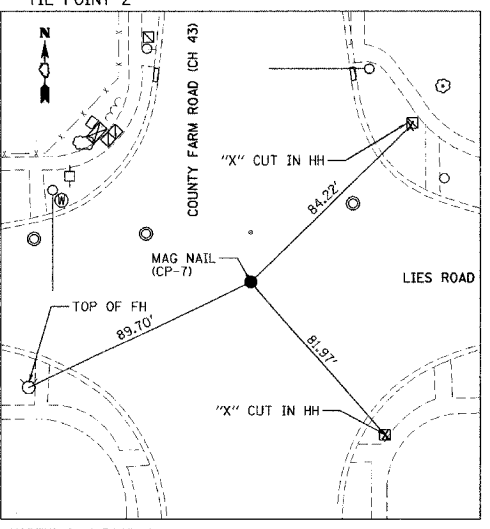 TIE POINT 2
N
COUNTY FARM ROAD (CH 43)
"X" CUT IN HH
84.22'
W
MAG NAIL
(CP-7)
LIES ROAD
TOP OF FH
89.70'
81.97'
"X" CUT IN HH